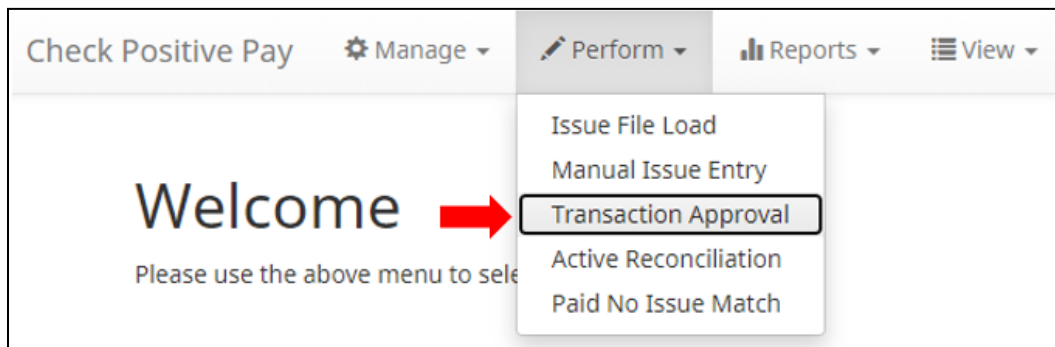 Check Positive Pay Manage Perform Reports View
Issue File Load
Manual Issue Entry
Welcome
Transaction Approval
Active Reconciliation
Please use the above menu to sele
Paid No Issue Match